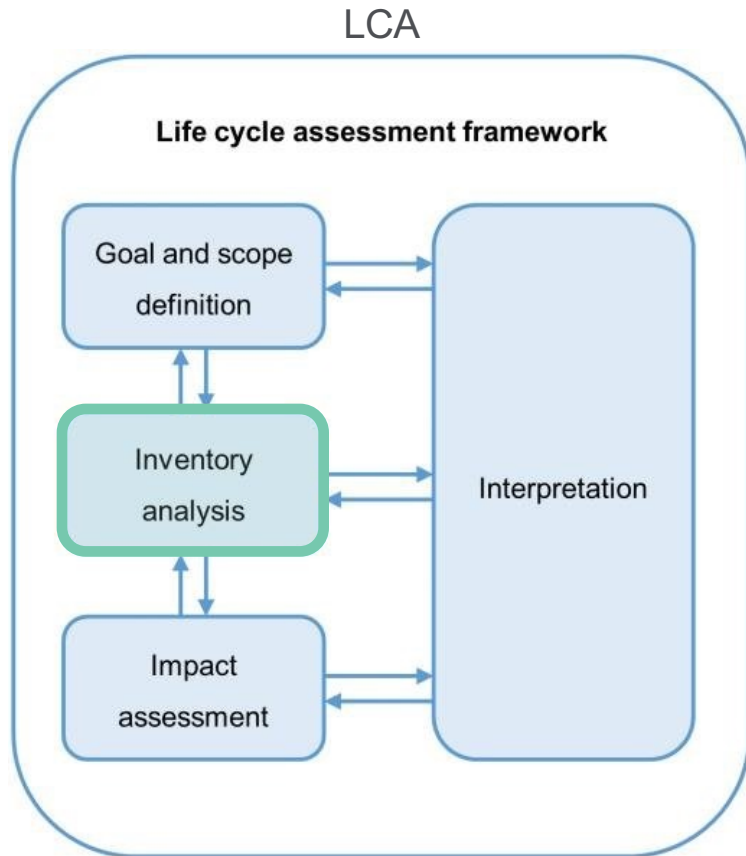 LCA
Life cycle assessment framework
Goal and scope
definition
Inventory
analysis
Interpretation
Impact
assessment